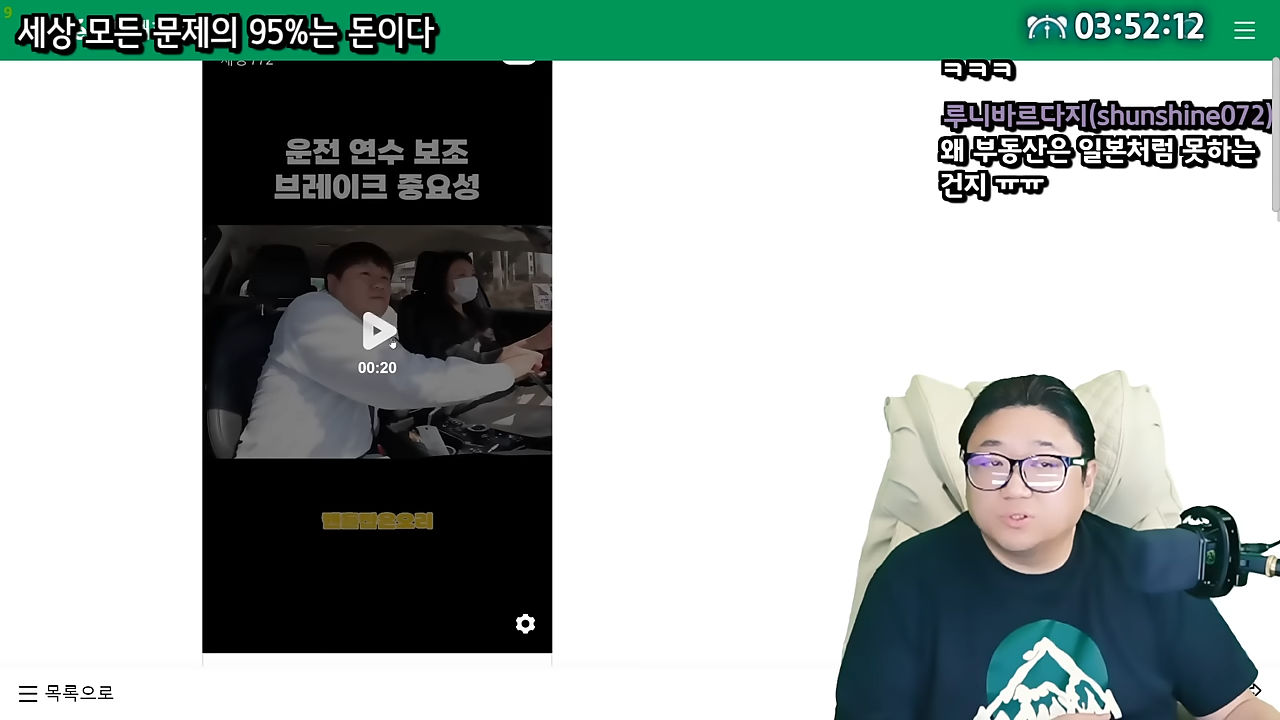 9
세상 모든 문제의 95%는 돈이다
03:52:12
ㅋㅋㅋ
루니바르다지(shunshine072)
왜 부동산은 일본처럼 못하는
건지 ㅠㅠ
운전 연수 보조
브레이크 중요성
00:20
목록으로